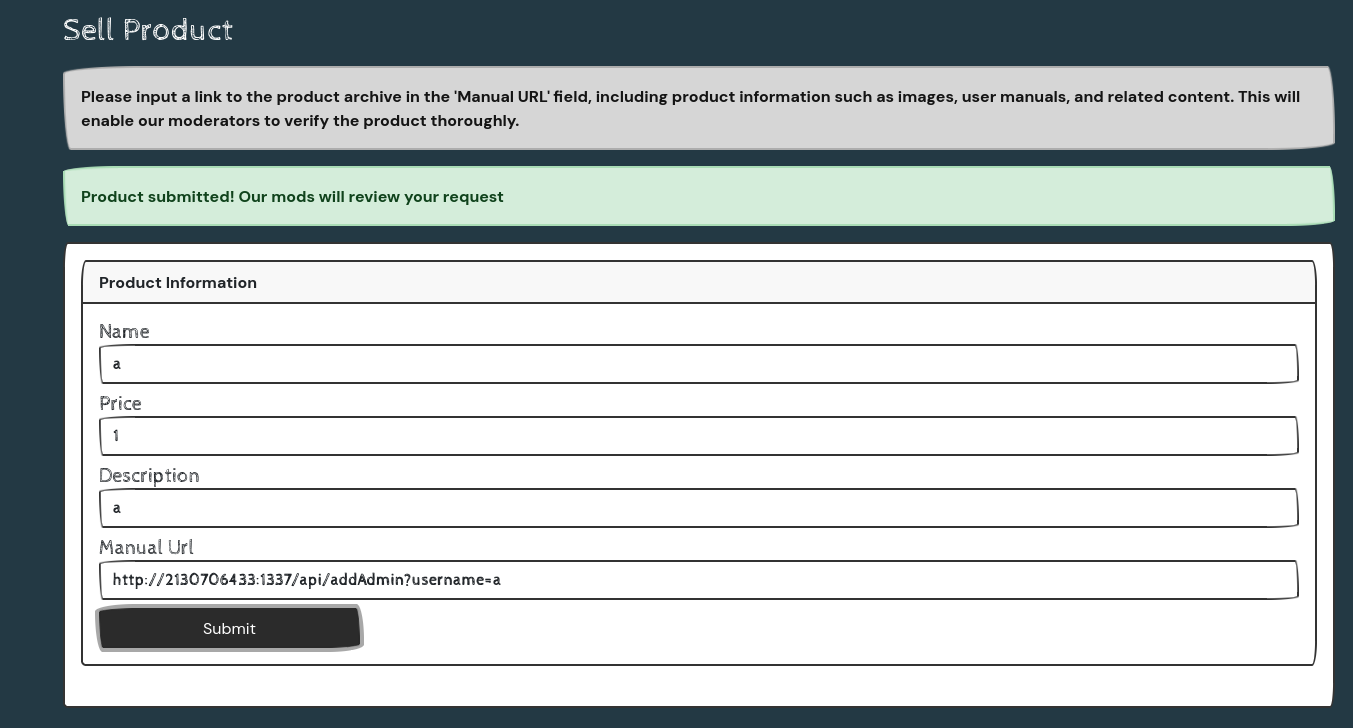 Sell Product
Please input a link to the product archive in the 'Manual URL' field, including product information such as images, user manuals, and related content. This will
enable our moderators to verify the product thoroughly.
Product submitted! Our mods will review your request
Product Information
Name
a
Price
1
Description
a
Manual Url
http://2130706433:1337/api/addAdmin?username=a
Submit